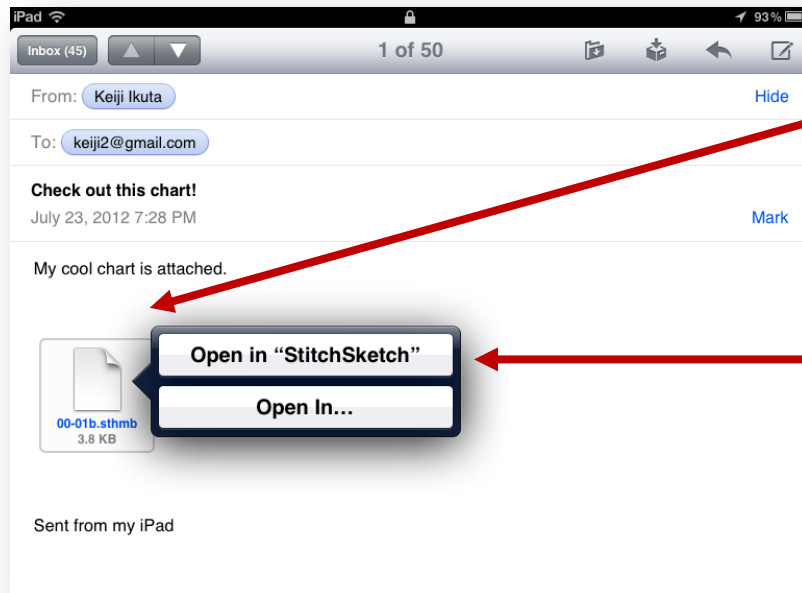 iPad 93%
Inbox (45) 1 of 50
From: Keiji Ikuta Hide
To: keiji2@gmail.com
Check out this chart!
July 23, 2012 7:28 PM Mark
My cool chart is attached.
Open in “StitchSketch”
Open In...
00-01b.sthmb
3.8 KB
Sent from my iPad